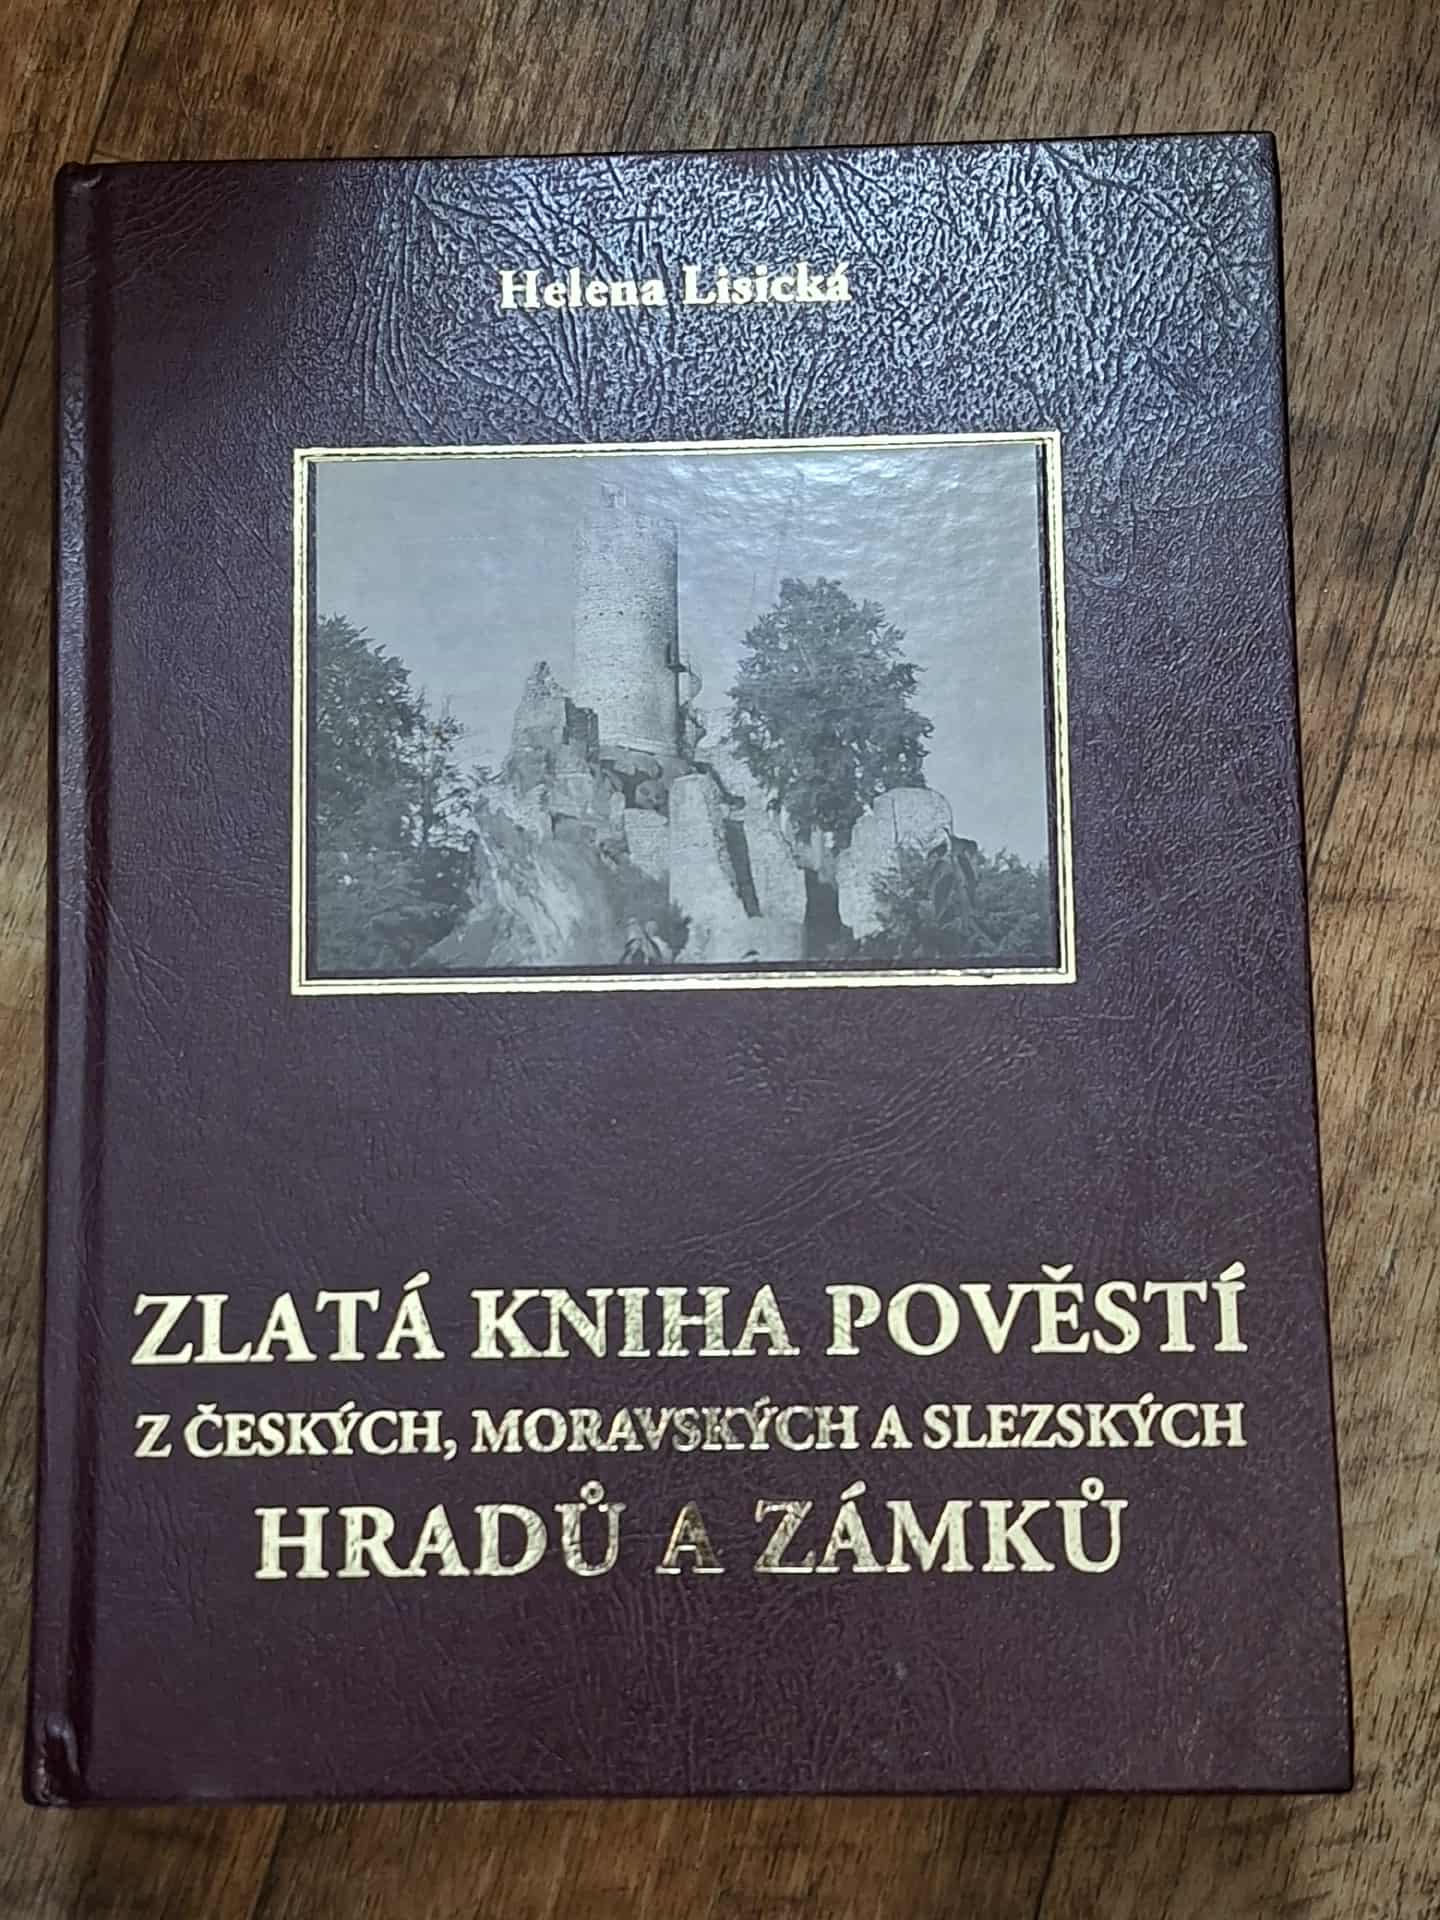 Helena Lisická
ZLATÁ KNIHA POVĚSTÍ
Z ČESKÝCH, MORAVSKÝCH A SLEZSKÝCH
HRADŮ A ZÁMKŮ